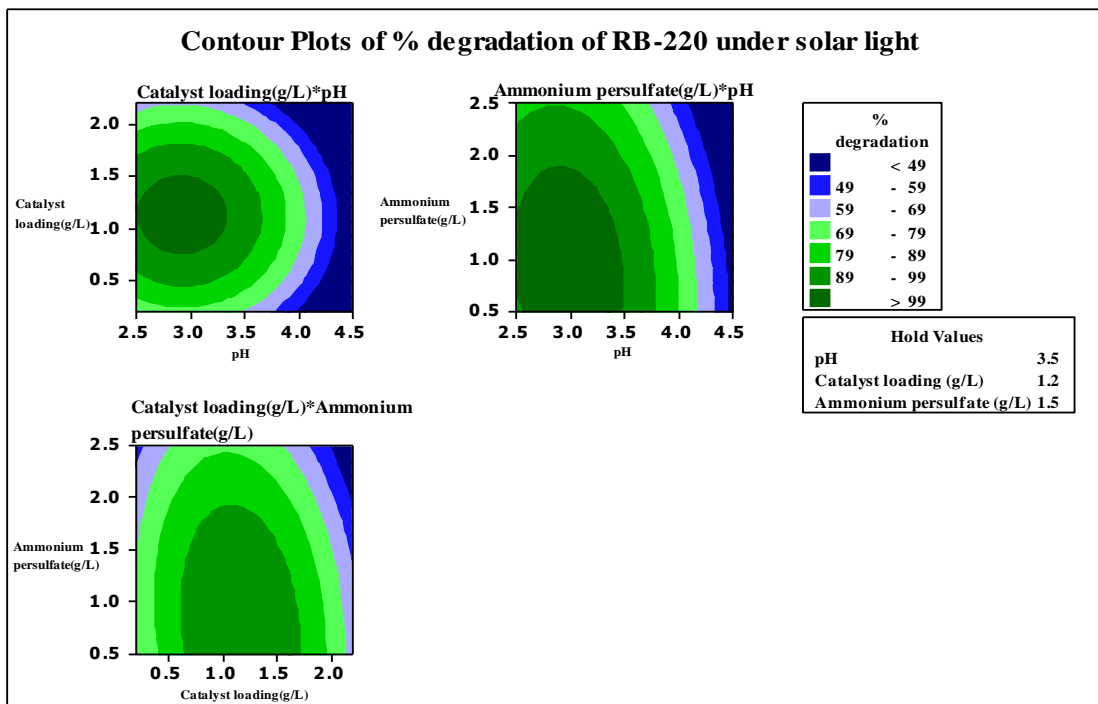 Contour Plots of % degradation of RB-220 under solar light
Catalyst loading(g/L)*pH
Catalyst
loading(g/L)
2.0
1.5
1.0
0.5
2.5 3.0 3.5 4.0 4.5
pH
Ammonium persulfate(g/L)*pH
Ammonium
persulfate(g/L)
2.5
2.0
1.5
1.0
0.5
2.5 3.0 3.5 4.0 4.5
pH
%
degradation
< 49
49 - 59
59 - 69
69 - 79
79 - 89
89 - 99
> 99
Hold Values
pH 3.5
Catalyst loading (g/L) 1.2
Ammonium persulfate (g/L) 1.5
Catalyst loading(g/L)*Ammonium
persulfate(g/L)
Ammonium
persulfate(g/L)
2.5
2.0
1.5
1.0
0.5
0.5 1.0 1.5 2.0
Catalyst loading(g/L)